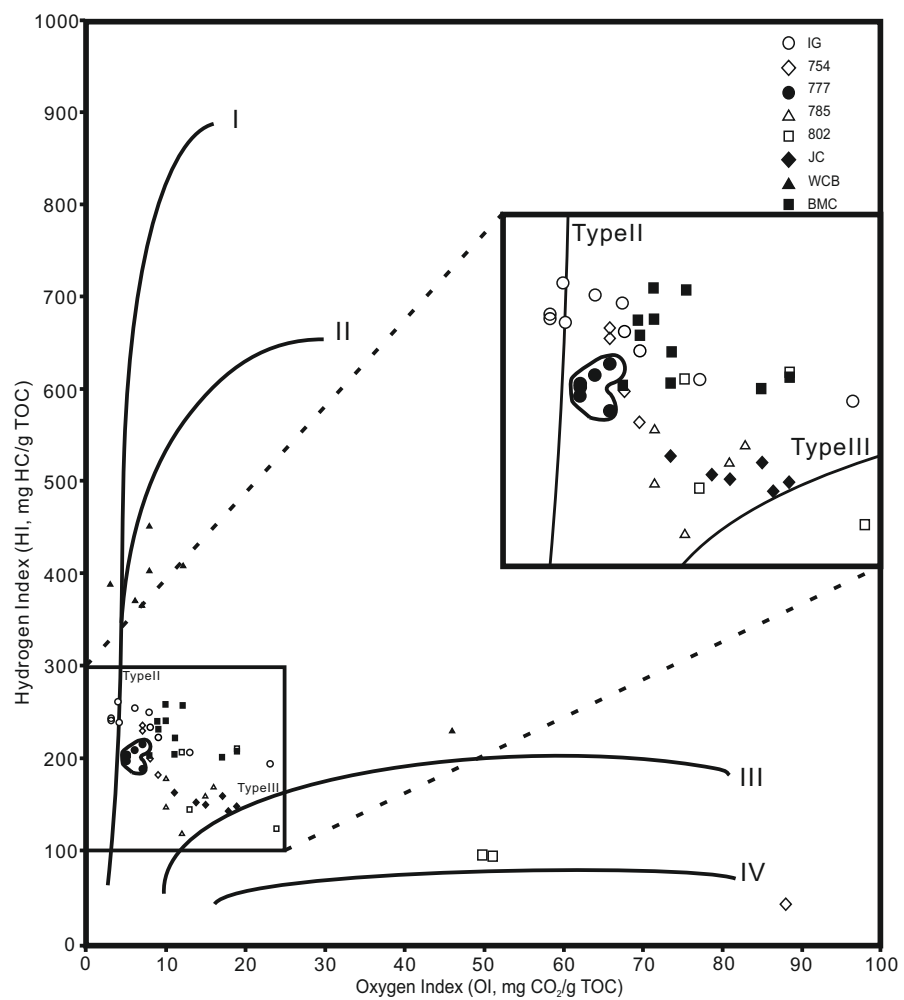 1000
900
800
700
600
500
400
300
200
100
0
Hydrogen Index (HI, mg HC/g TOC)
I
II
III
IV
IG
754
777
785
802
JC
WCB
BMC
TypeII
TypeIII
TypeII
TypeIII
0 10 20 30 40 50 60 70 80 90 100
Oxygen Index (OI, mg CO₂/g TOC)